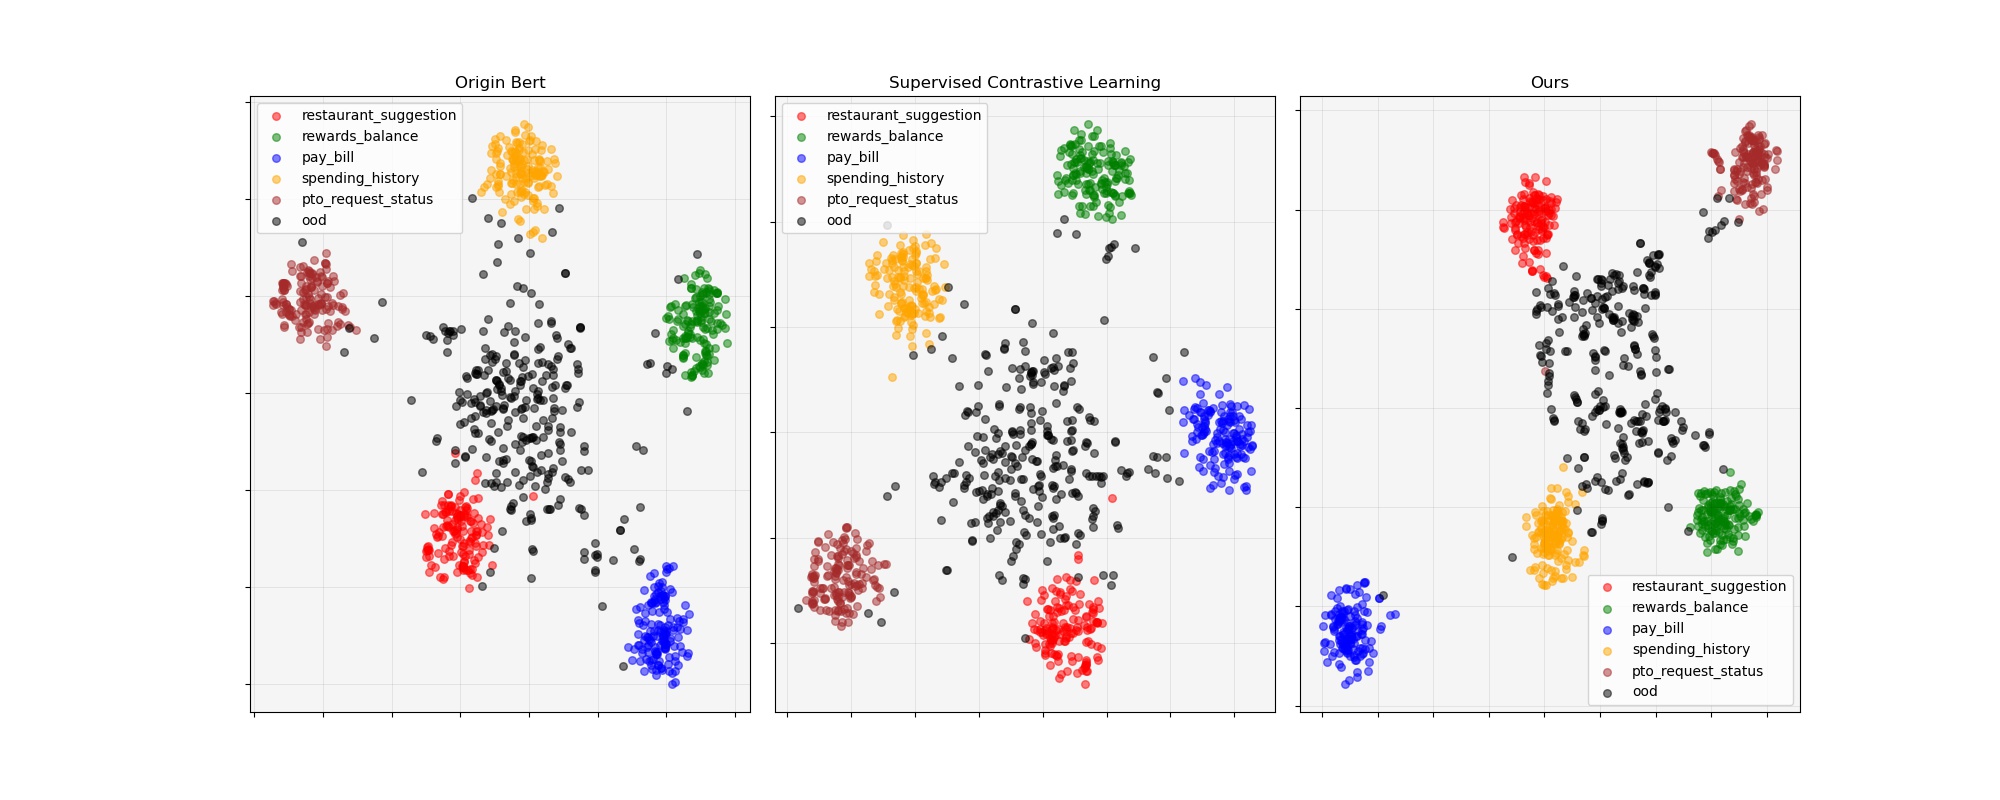 Origin Bert
restaurant_suggestion
rewards_balance
pay_bill
spending_history
pto_request_status
ood
Supervised Contrastive Learning
restaurant_suggestion
rewards_balance
pay_bill
spending_history
pto_request_status
ood
Ours
restaurant_suggestion
rewards_balance
pay_bill
spending_history
pto_request_status
ood